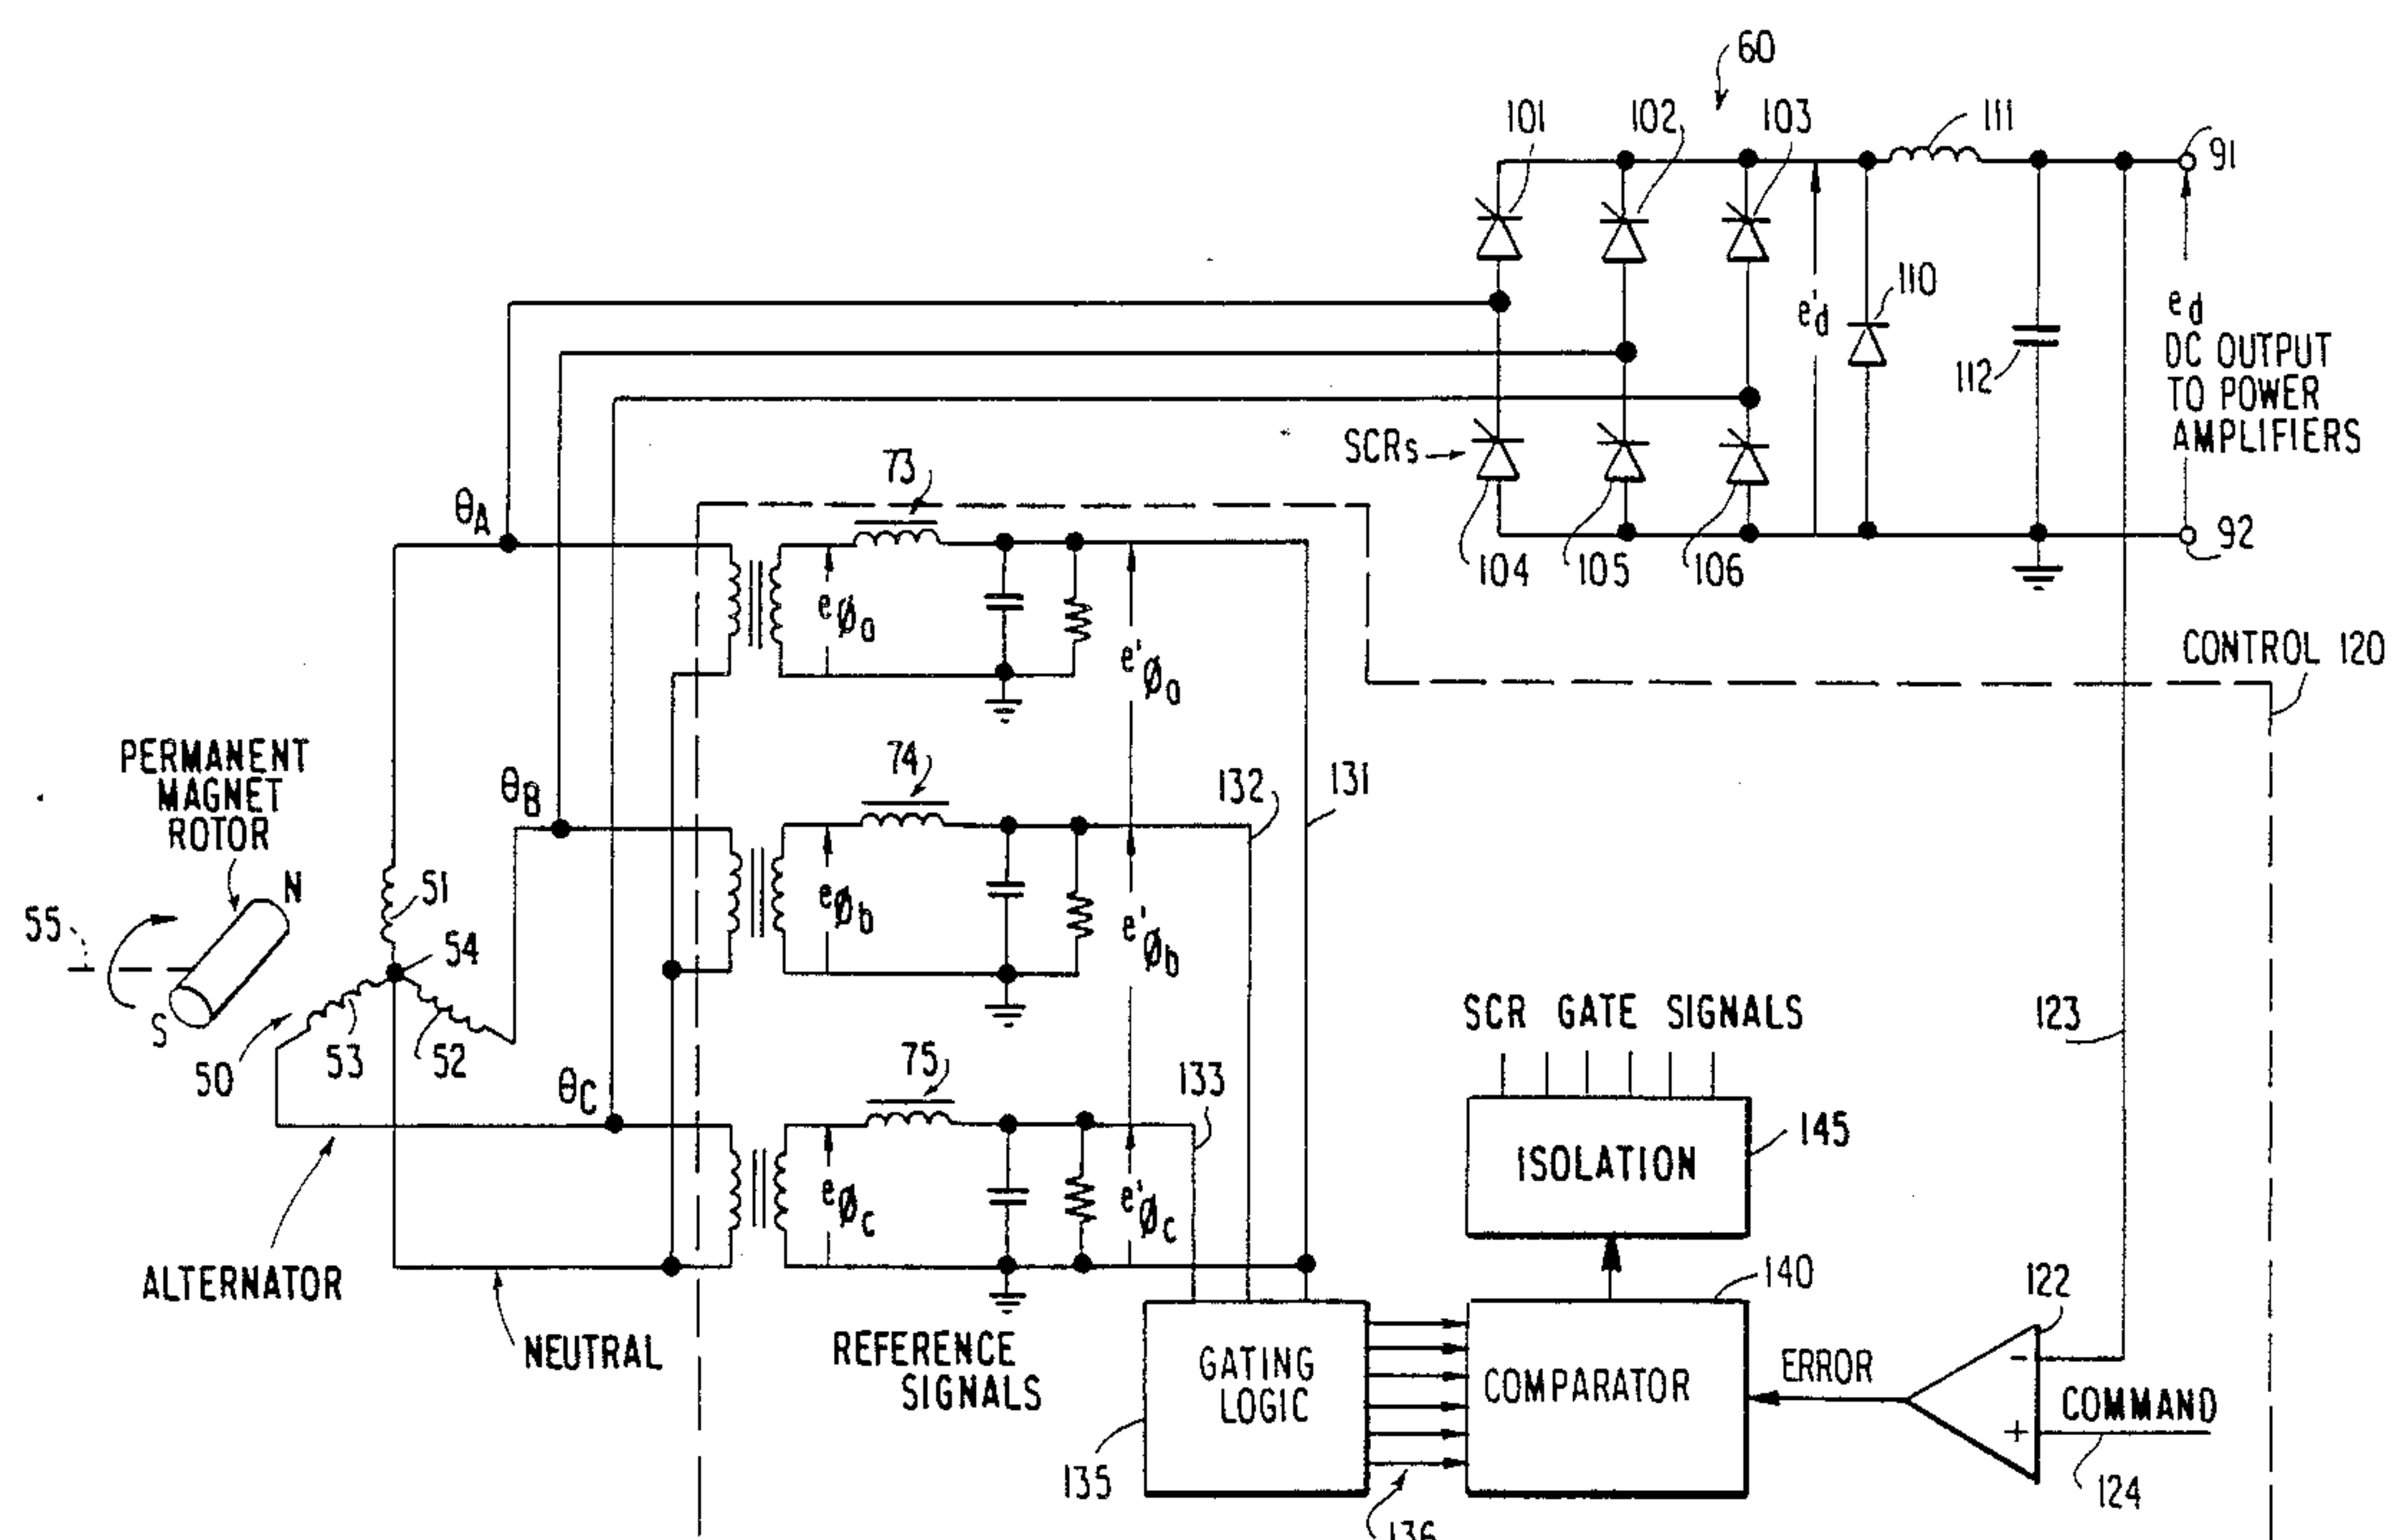 60
101
102
103
111
91
110
e'd
112
ed
DC OUTPUT
TO POWER
AMPLIFIERS
SCRs
104
105
106
92
73
θA
eØa
e'Øa
CONTROL 120
PERMANENT
MAGNET
ROTOR
N
S
55
θB
74
132
131
51
54
eØb
e'Øb
50
53
52
SCR GATE SIGNALS
123
θC
75
133
ISOLATION
145
eØc
e'Øc
ALTERNATOR
NEUTRAL
REFERENCE
SIGNALS
GATING
LOGIC
135
136
COMPARATOR
140
ERROR
122
-
+
COMMAND
124